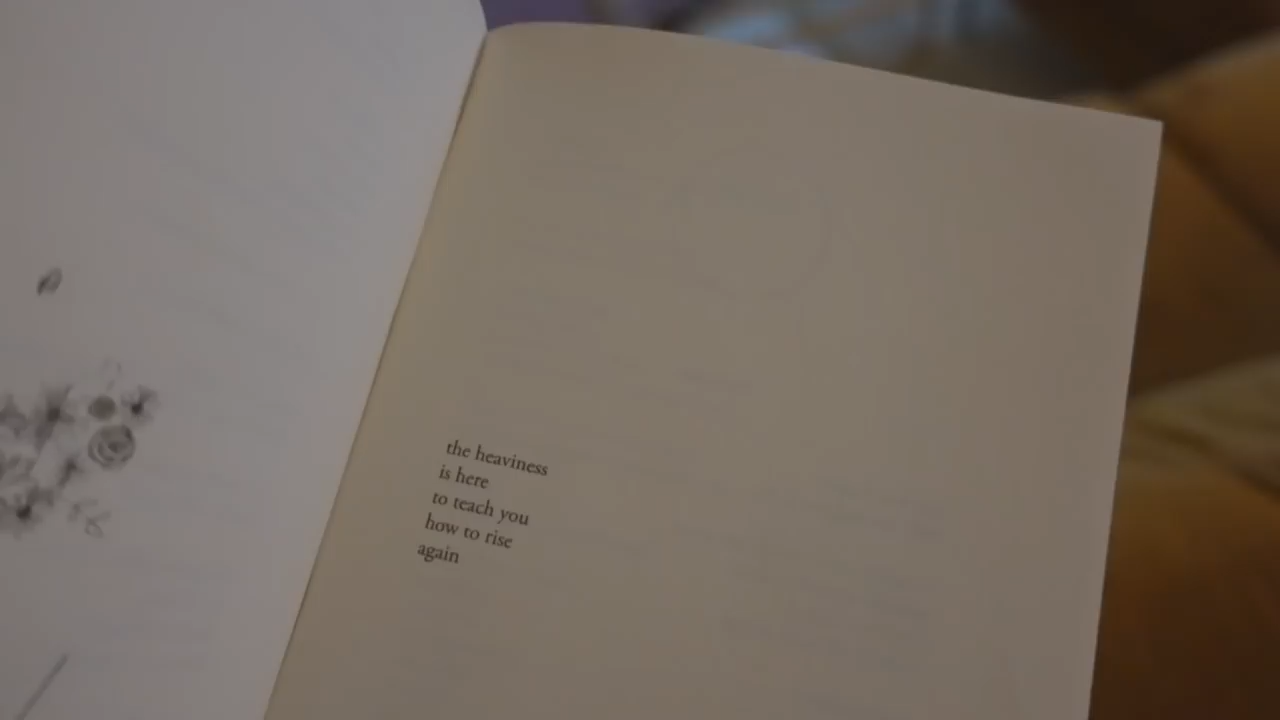 the heaviness
is here
to teach you
how to rise
again